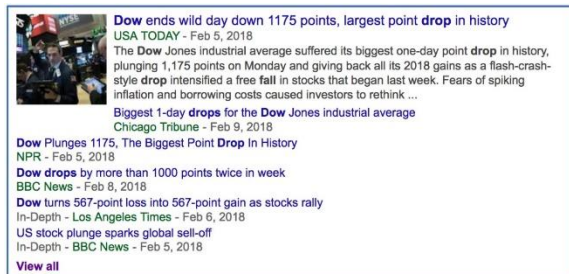 Dow ends wild day down 1175 points, largest point drop in history
USA TODAY - Feb 5, 2018
The Dow Jones industrial average suffered its biggest one-day point drop in history,
plunging 1,175 points on Monday and giving back all its 2018 gains as a flash-crash-
style drop intensified a free fall in stocks that began last week. Fears of spiking
inflation and borrowing costs caused investors to rethink ...
Biggest 1-day drops for the Dow Jones industrial average
Chicago Tribune - Feb 9, 2018
Dow Plunges 1175, The Biggest Point Drop In History
NPR - Feb 5, 2018
Dow drops by more than 1000 points twice in week
BBC News - Feb 8, 2018
Dow turns 567-point loss into 567-point gain as stocks rally
In-Depth - Los Angeles Times - Feb 6, 2018
US stock plunge sparks global sell-off
In-Depth - BBC News - Feb 5, 2018
View all